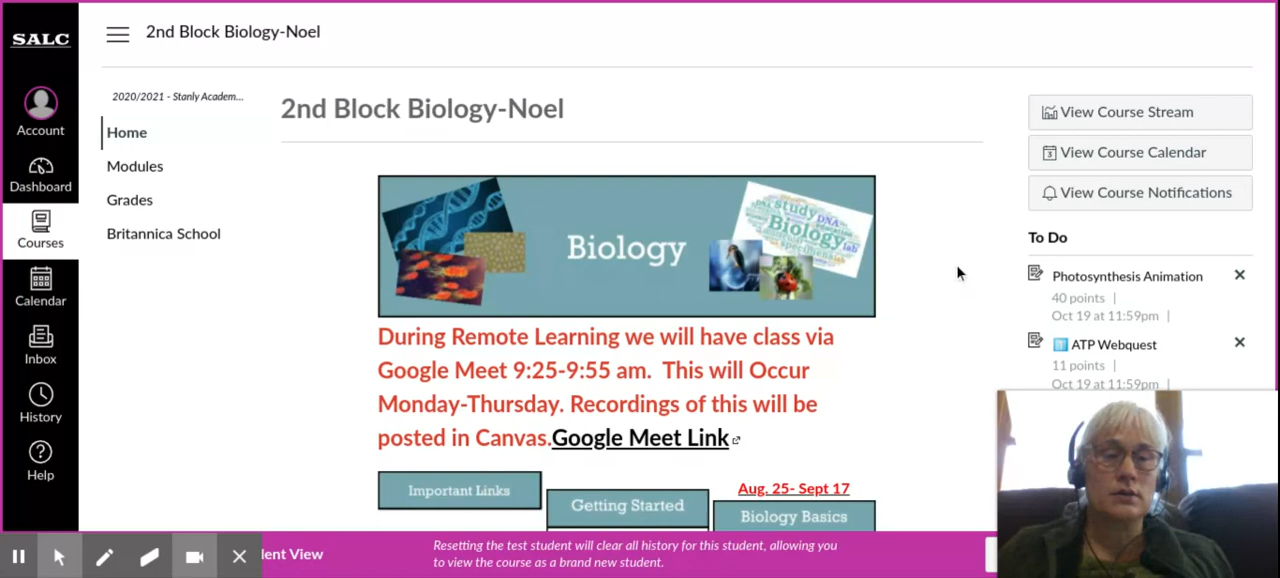 SALC
2nd Block Biology-Noel
Account
Dashboard
Courses
Calendar
Inbox
History
Help
2020/2021 - Stanly Academ...
Home
Modules
Grades
Britannica School
2nd Block Biology-Noel
Biology
study
DNA
Biology
lab
During Remote Learning we will have class via
Google Meet 9:25-9:55 am. This will Occur
Monday-Thursday. Recordings of this will be
posted in Canvas.Google Meet Link
Important Links
Getting Started
Aug. 25- Sept 17
Biology Basics
View Course Stream
View Course Calendar
View Course Notifications
To Do
Photosynthesis Animation
40 points |
Oct 19 at 11:59pm |
ATP Webquest
11 points |
Oct 19 at 11:59pm |
dent View
Resetting the test student will clear all history for this student, allowing you
to view the course as a brand new student.